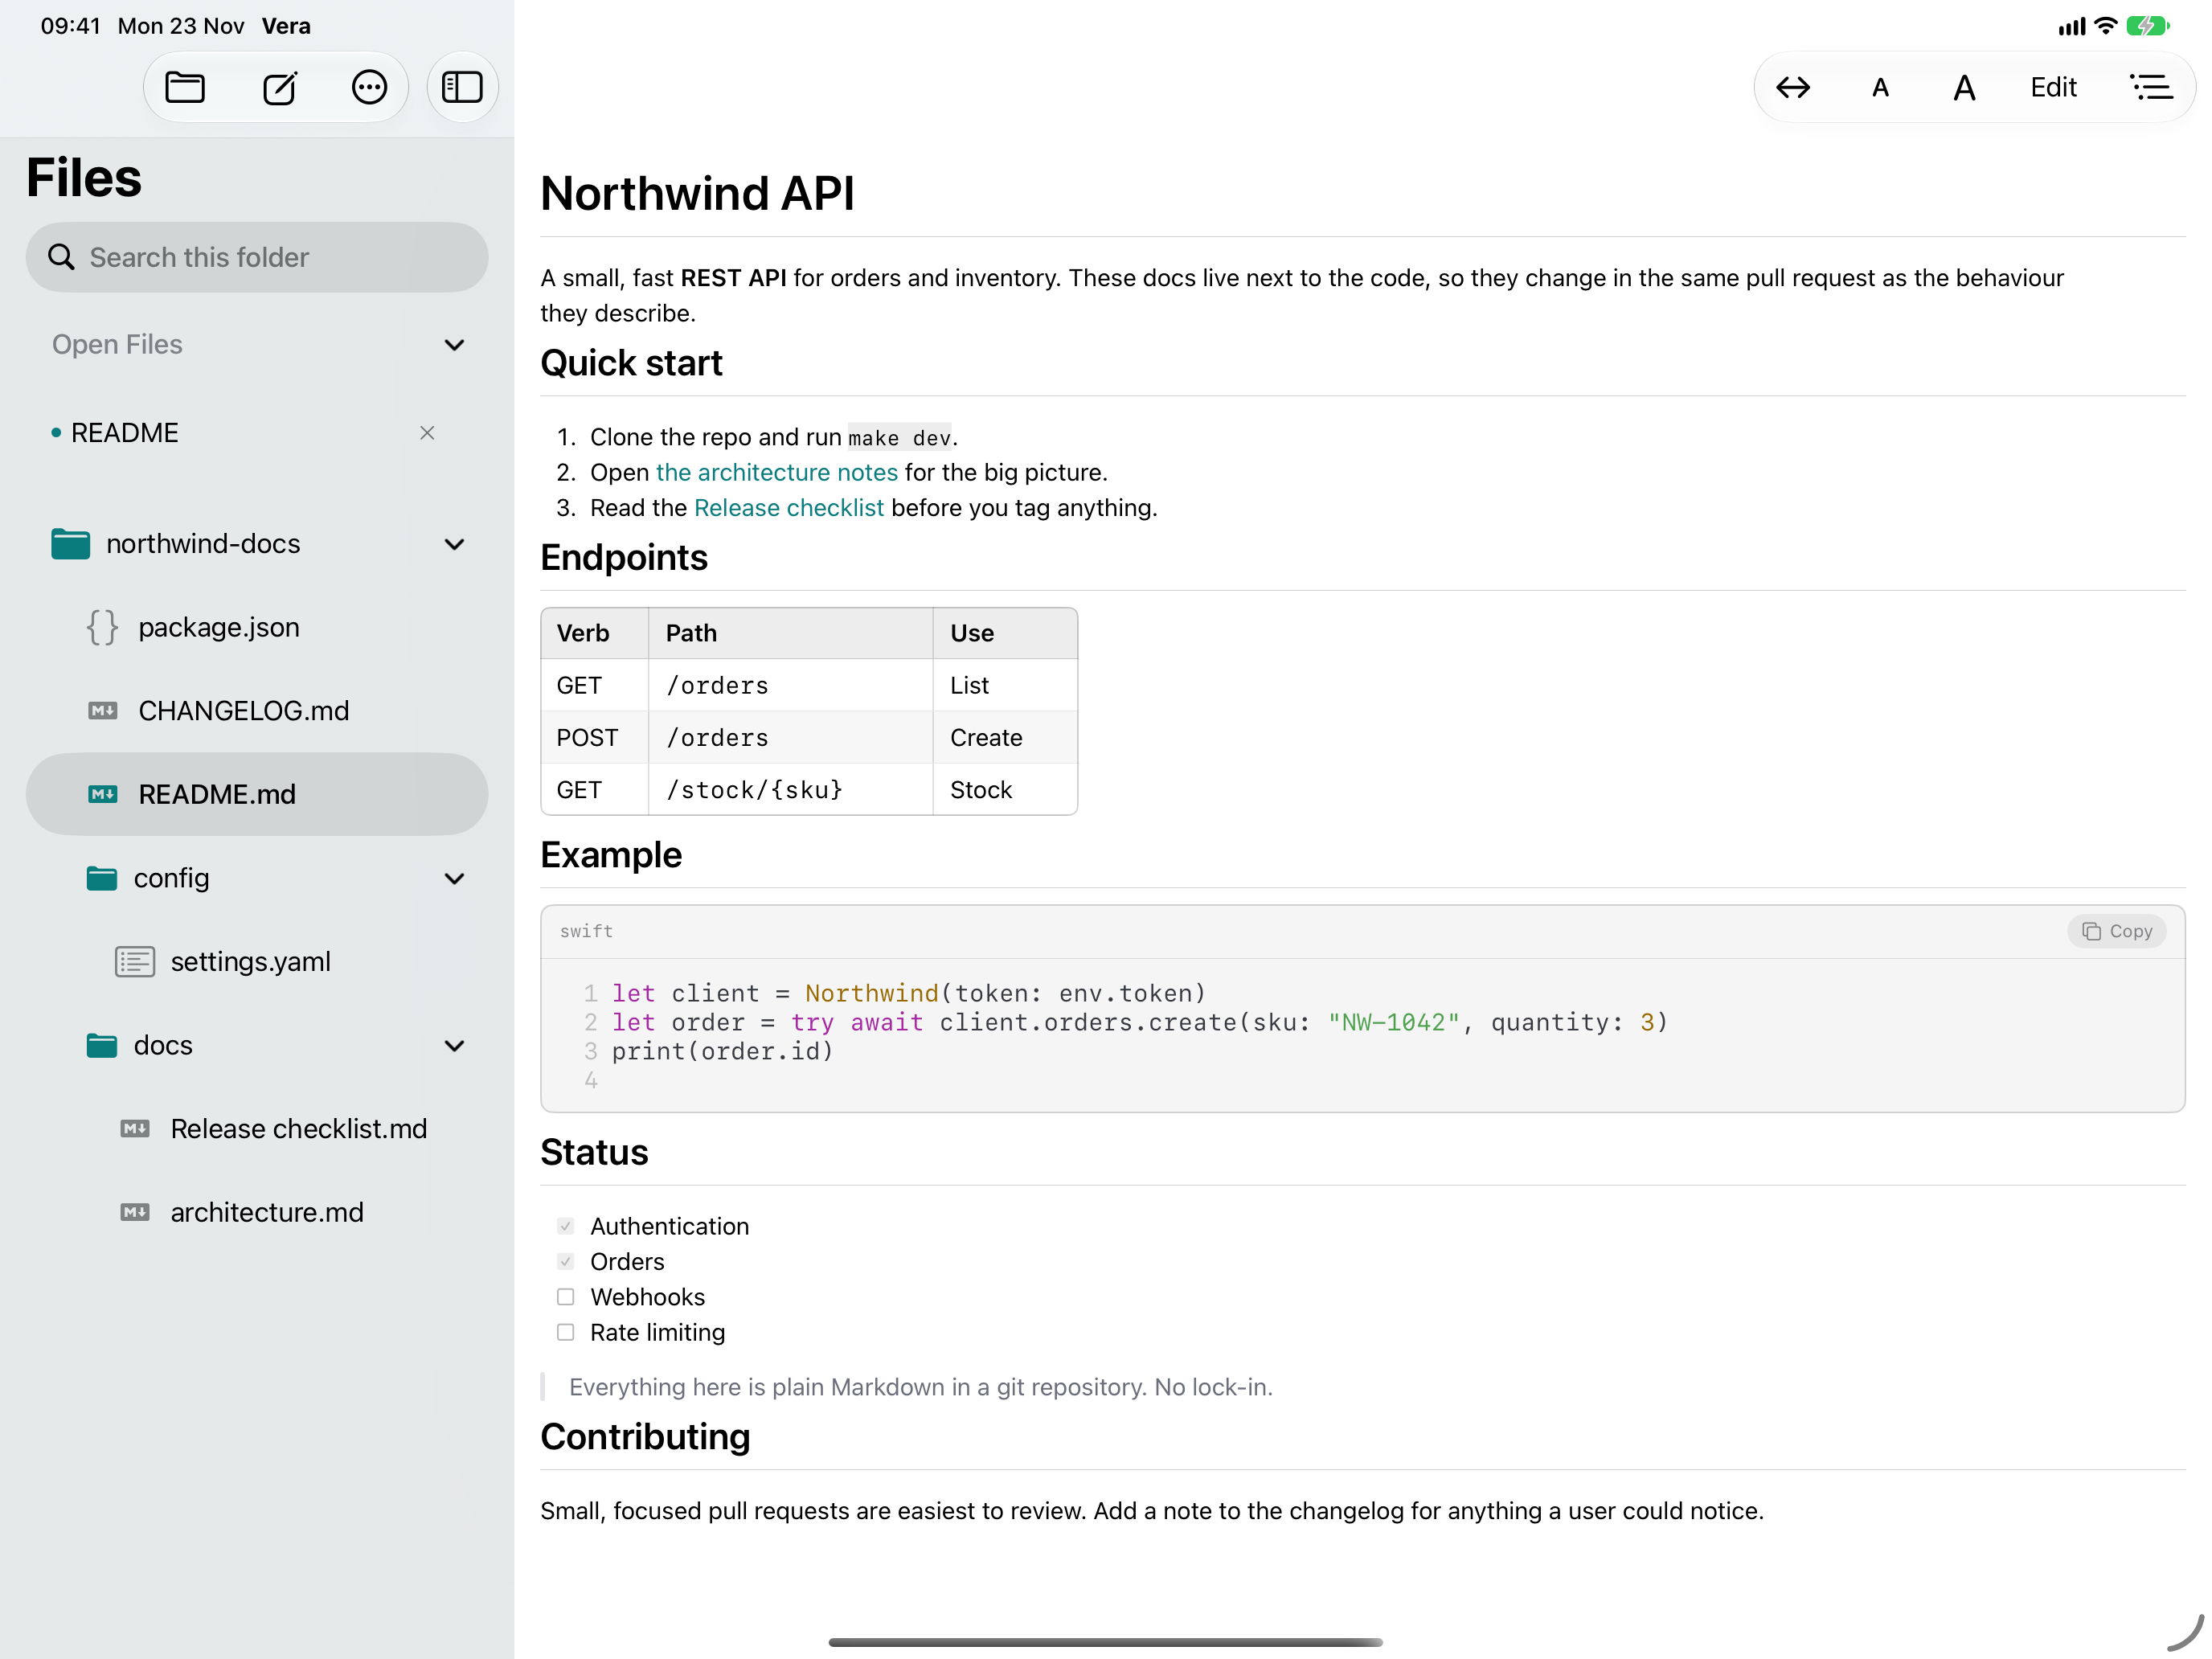 09:41 Mon 23 Nov Vera
Files
Search this folder
Open Files
README
northwind-docs
package.json
CHANGELOG.md
README.md
config
settings.yaml
docs
Release checklist.md
architecture.md
A A Edit
Northwind API
A small, fast REST API for orders and inventory. These docs live next to the code, so they change in the same pull request as the behaviour
they describe.
Quick start
1. Clone the repo and run make dev.
2. Open the architecture notes for the big picture.
3. Read the Release checklist before you tag anything.
Endpoints
Verb Path Use
GET /orders List
POST /orders Create
GET /stock/{sku} Stock
Example
swift Copy
1 let client = Northwind(token: env.token)
2 let order = try await client.orders.create(sku: "NW-1042", quantity: 3)
3 print(order.id)
4
Status
Authentication
Orders
Webhooks
Rate limiting
Everything here is plain Markdown in a git repository. No lock-in.
Contributing
Small, focused pull requests are easiest to review. Add a note to the changelog for anything a user could notice.